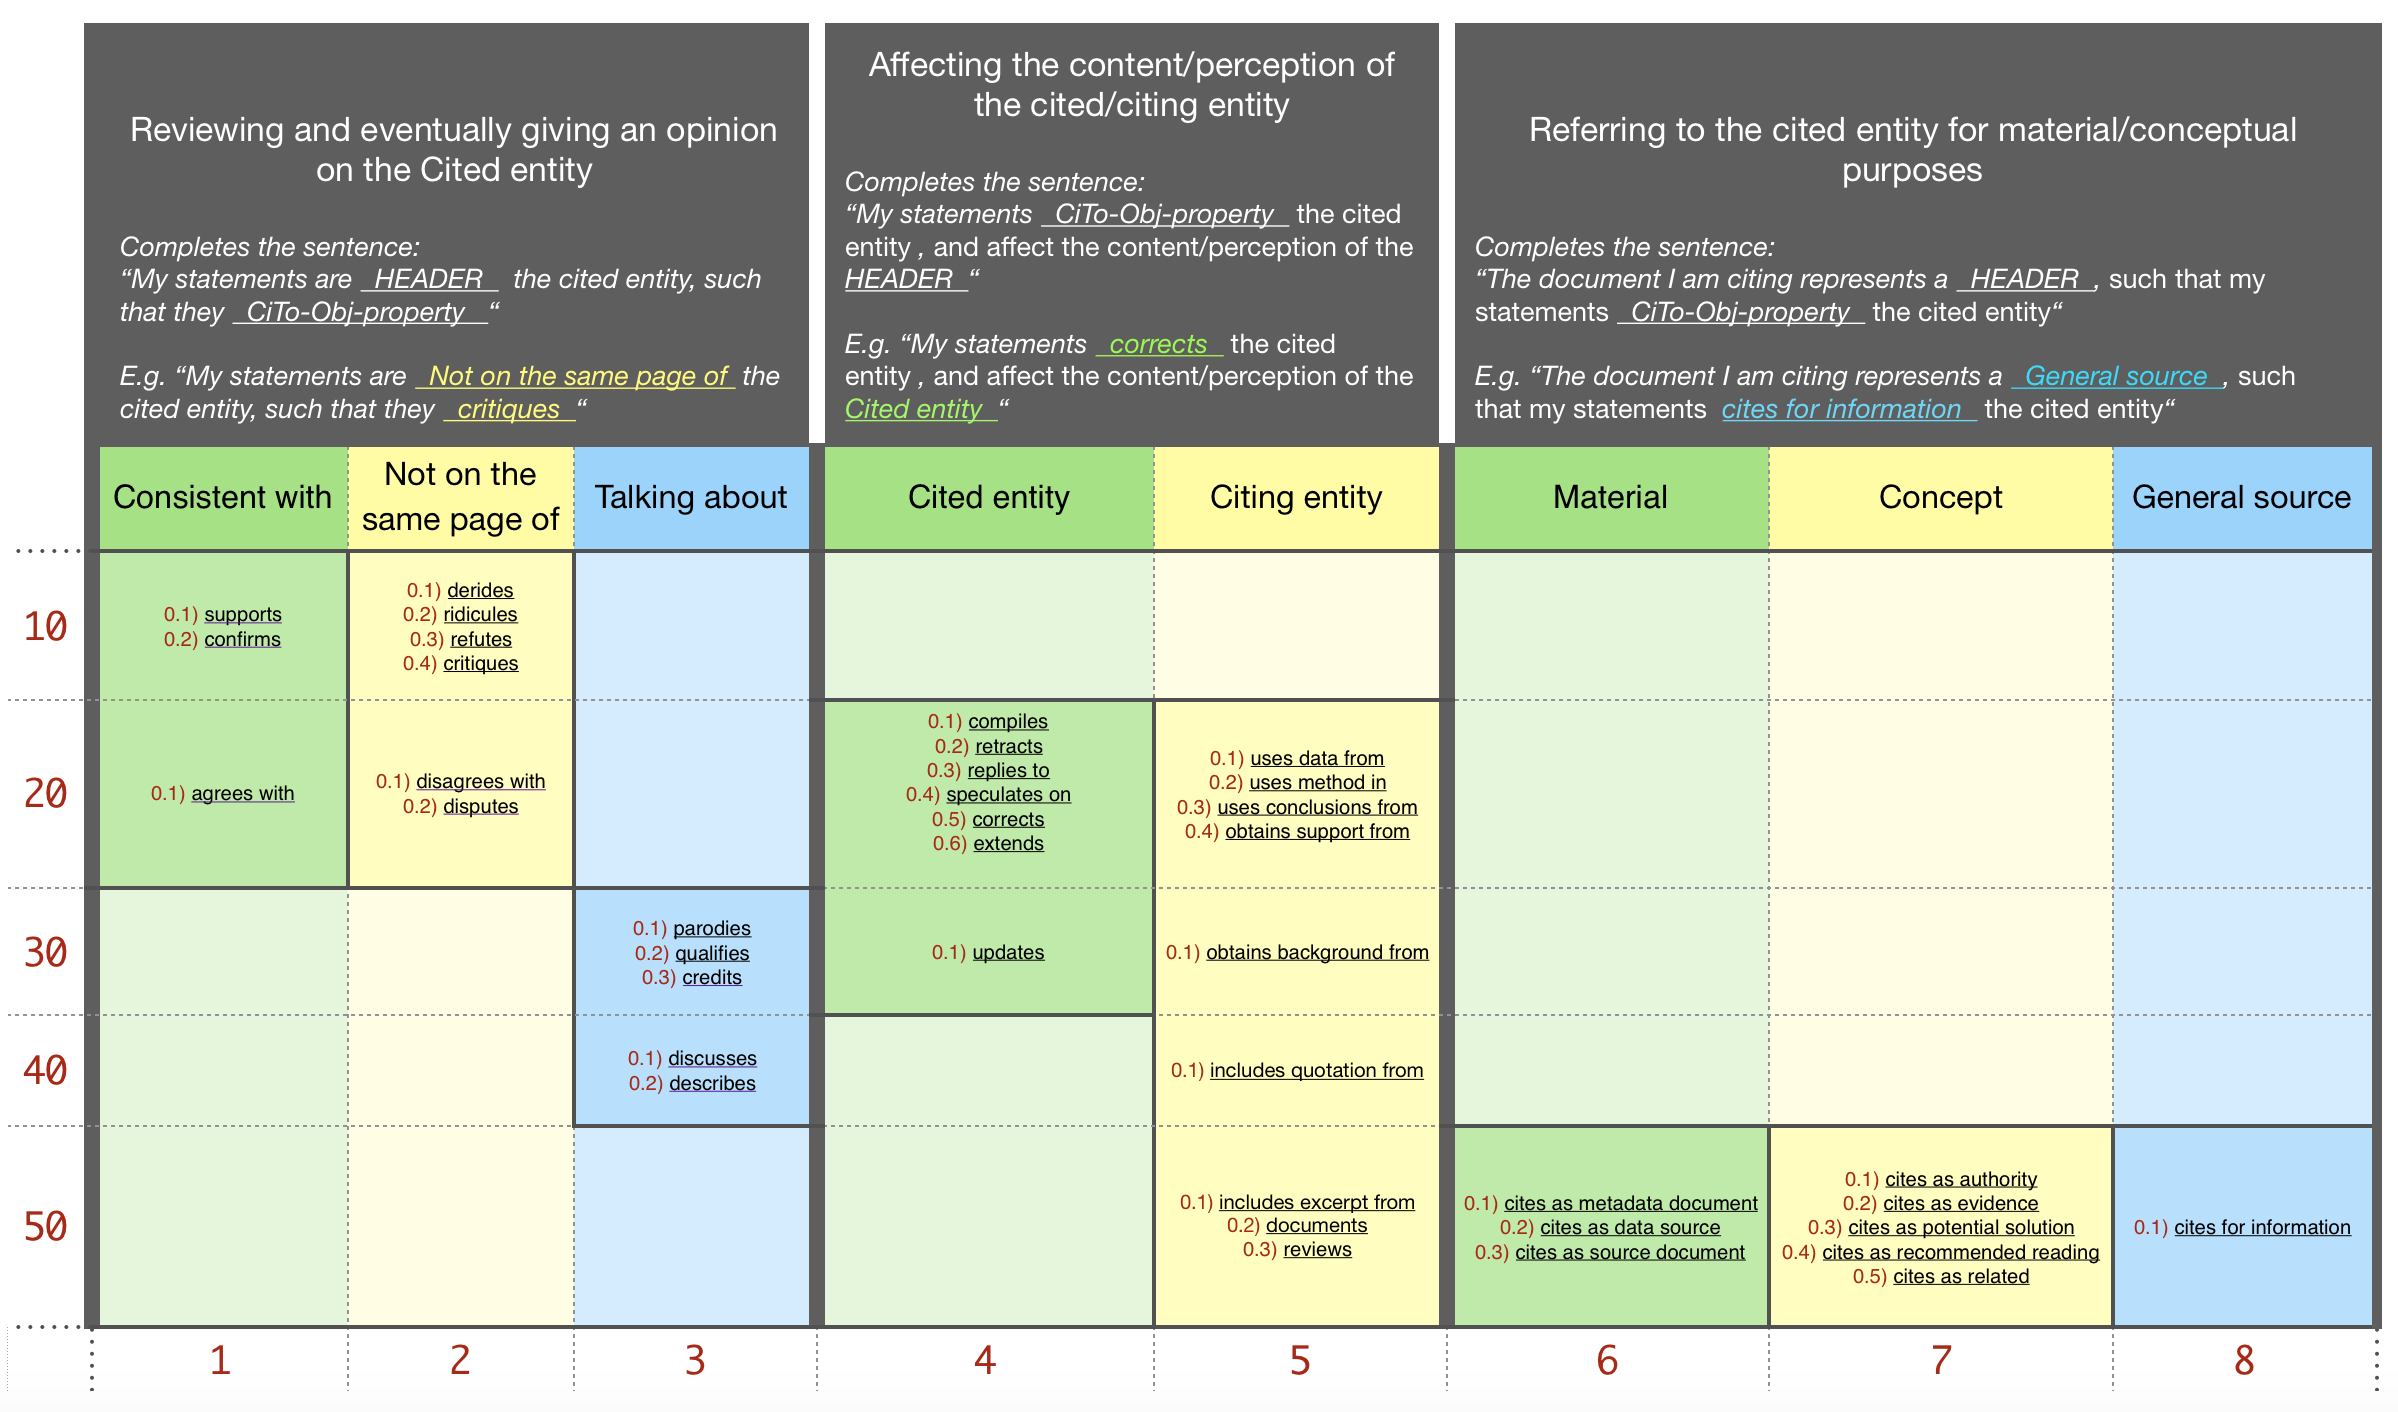 Reviewing and eventually giving an opinion
on the Cited entity
Completes the sentence:
“My statements are HEADER the cited entity, such
that they CiTo-Obj-property “
E.g. “My statements are Not on the same page of the
cited entity, such that they critiques “
Affecting the content/perception of
the cited/citing entity
Completes the sentence:
“My statements CiTo-Obj-property the cited
entity , and affect the content/perception of the
HEADER “
E.g. “My statements corrects the cited
entity , and affect the content/perception of the
Cited entity “
Referring to the cited entity for material/conceptual
purposes
Completes the sentence:
“The document I am citing represents a HEADER , such that my
statements CiTo-Obj-property the cited entity“
E.g. “The document I am citing represents a General source , such
that my statements cites for information the cited entity“
Consistent with
Not on the
same page of
Talking about
Cited entity
Citing entity
Material
Concept
General source
10
0.1) supports
0.2) confirms
0.1) derides
0.2) ridicules
0.3) refutes
0.4) critiques
20
0.1) agrees with
0.1) disagrees with
0.2) disputes
0.1) compiles
0.2) retracts
0.3) replies to
0.4) speculates on
0.5) corrects
0.6) extends
0.1) uses data from
0.2) uses method in
0.3) uses conclusions from
0.4) obtains support from
30
0.1) parodies
0.2) qualifies
0.3) credits
0.1) updates
0.1) obtains background from
40
0.1) discusses
0.2) describes
0.1) includes quotation from
50
0.1) includes excerpt from
0.2) documents
0.3) reviews
0.1) cites as metadata document
0.2) cites as data source
0.3) cites as source document
0.1) cites as authority
0.2) cites as evidence
0.3) cites as potential solution
0.4) cites as recommended reading
0.5) cites as related
0.1) cites for information
1 2 3 4 5 6 7 8